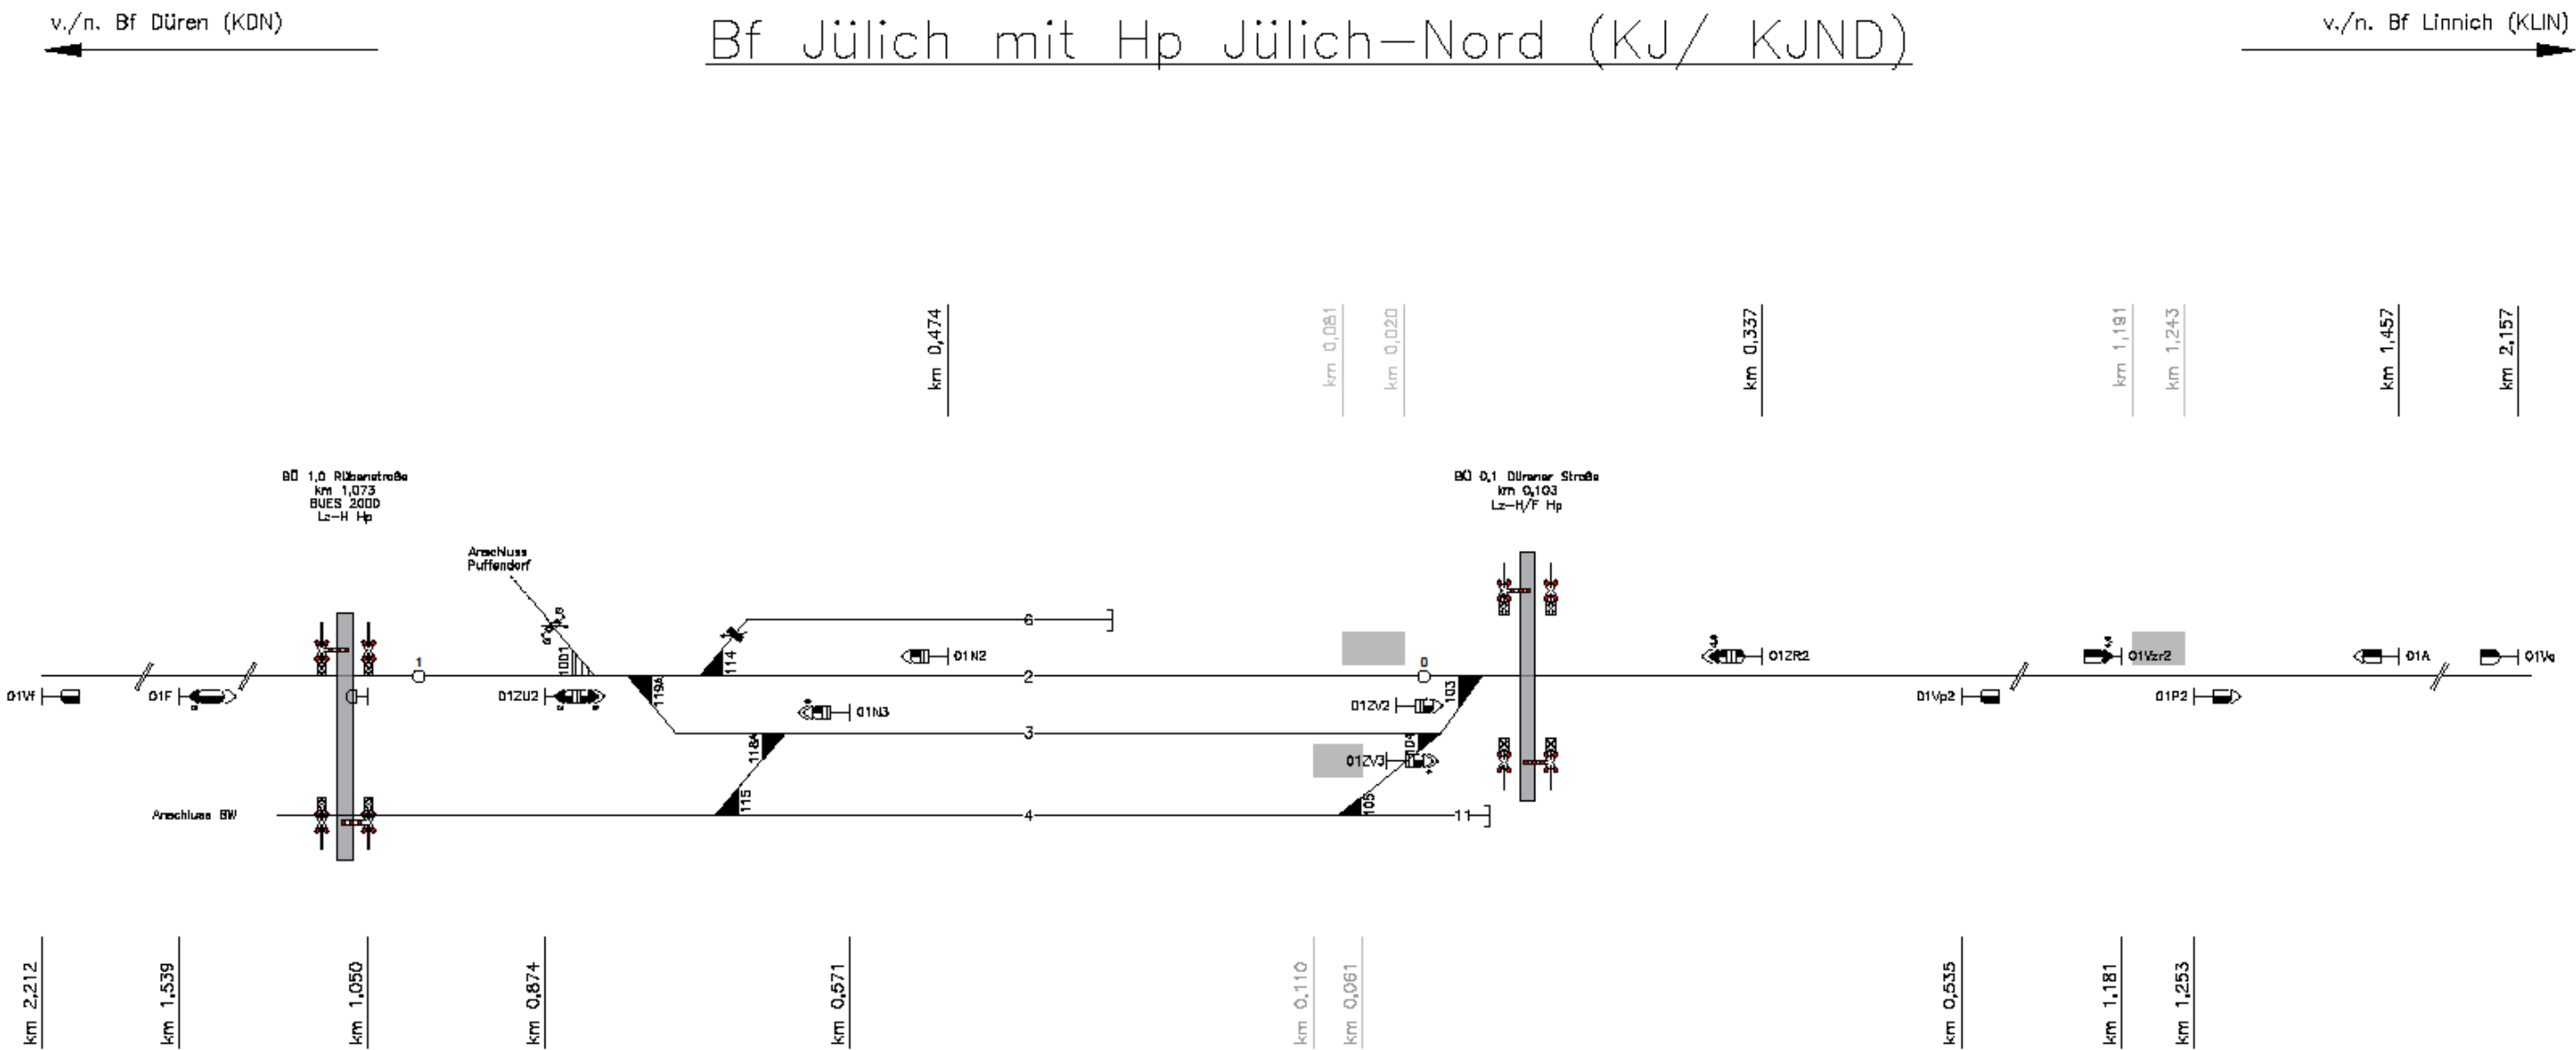 v./n. Bf Düren (KDN)
Bf Jülich mit Hp Jülich-Nord (KJ/ KJND)
v./n. Bf Linnich (KLIN)
km 0,474
km 0,081
km 0,020
km 0,337
km 1,191
km 1,243
km 1,457
km 2,157
BÜ 1,0 Rübenstraße
km 1,073
BUES 2000
Lz-H Hp
BÜ 0,1 Dürener Straße
km 0,103
Lz-H/F Hp
Anschluss
Puffendorf
6
1001
114
01N2
01ZR2
01Vzr2
01A
01Va
1
0
2
01Vf
01F
01ZU2
119A
01N3
01ZV2
103
01Vp2
01P2
3
118A
104
01ZV3
115
105
Anschluss BW
4
11
km 2,212
km 1,539
km 1,050
km 0,874
km 0,571
km 0,110
km 0,061
km 0,535
km 1,181
km 1,253